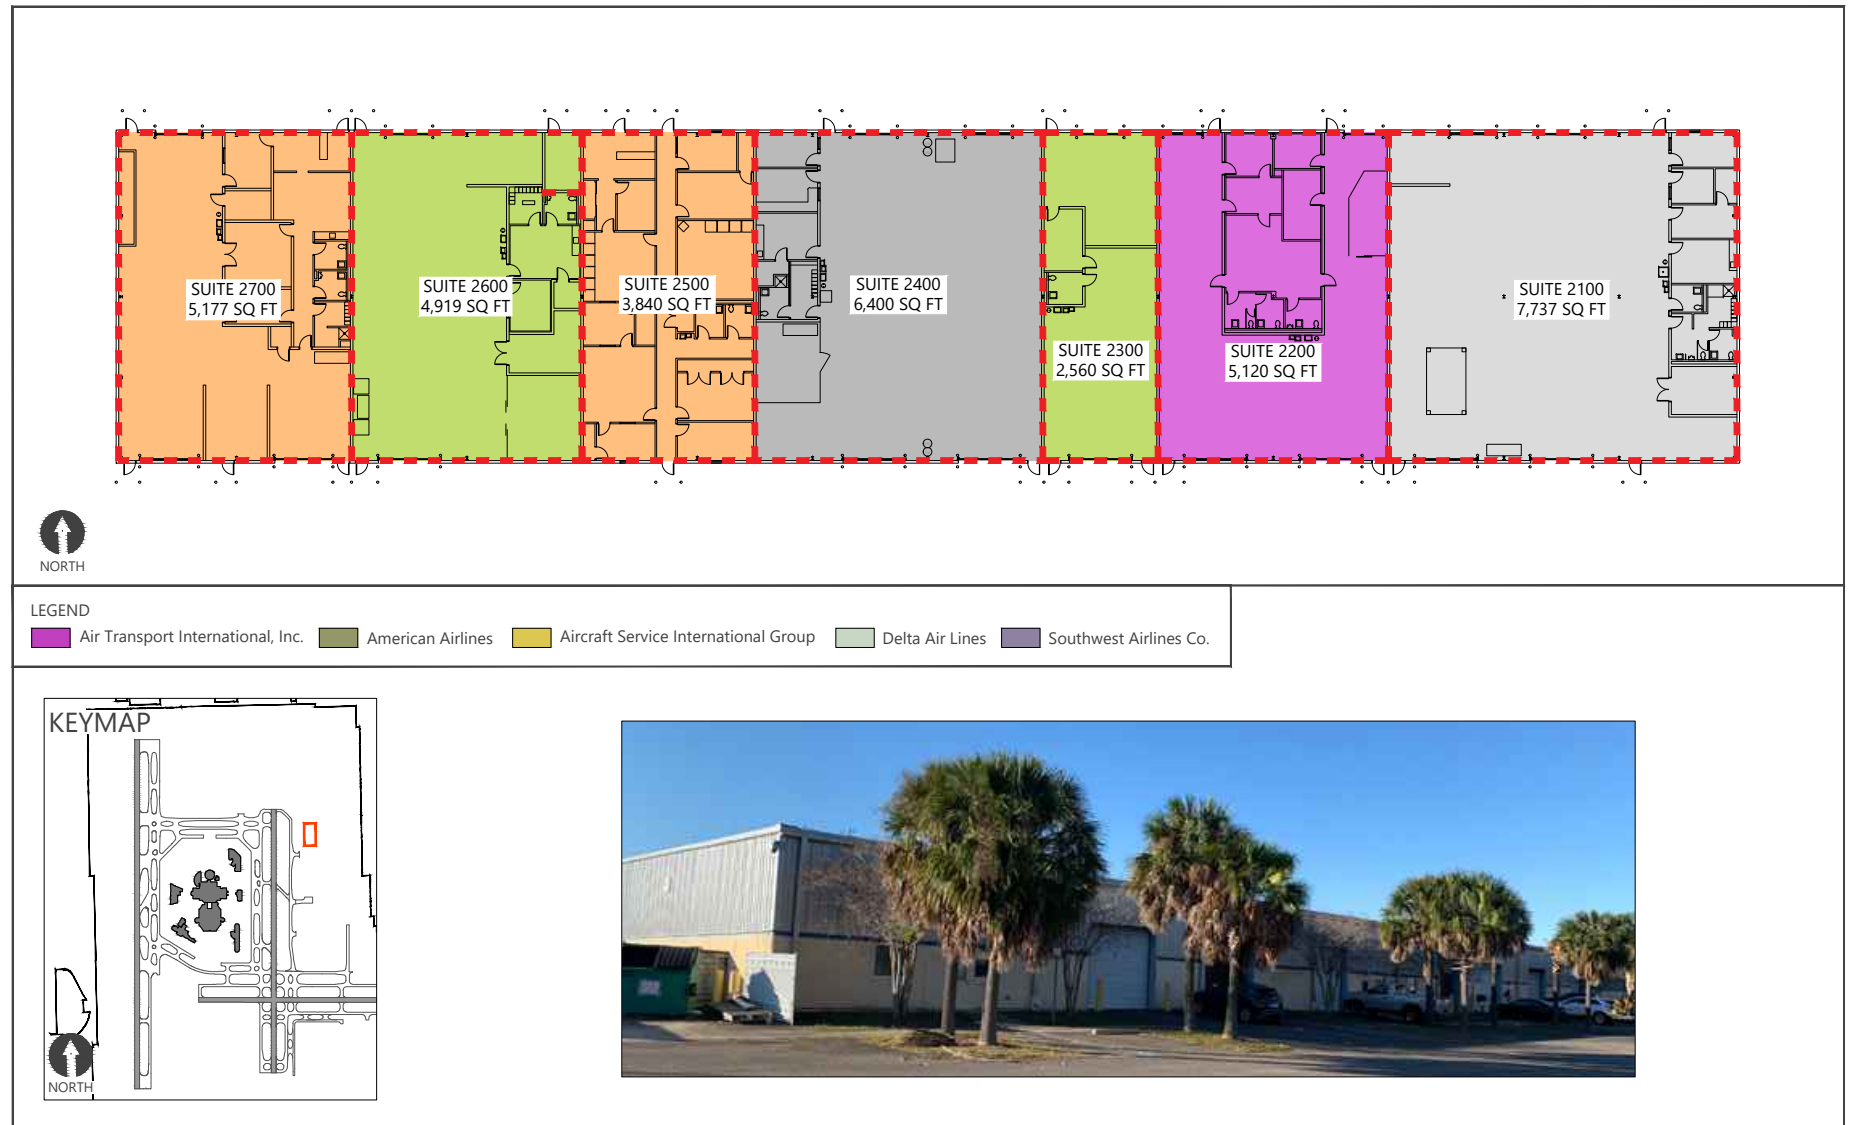 SUITE 2700
5,177 SQ FT
SUITE 2600
4,919 SQ FT
SUITE 2500
3,840 SQ FT
SUITE 2400
6,400 SQ FT
SUITE 2300
2,560 SQ FT
SUITE 2200
5,120 SQ FT
SUITE 2100
7,737 SQ FT
NORTH
LEGEND
Air Transport International, Inc. American Airlines Aircraft Service International Group Delta Air Lines Southwest Airlines Co.
KEYMAP
NORTH